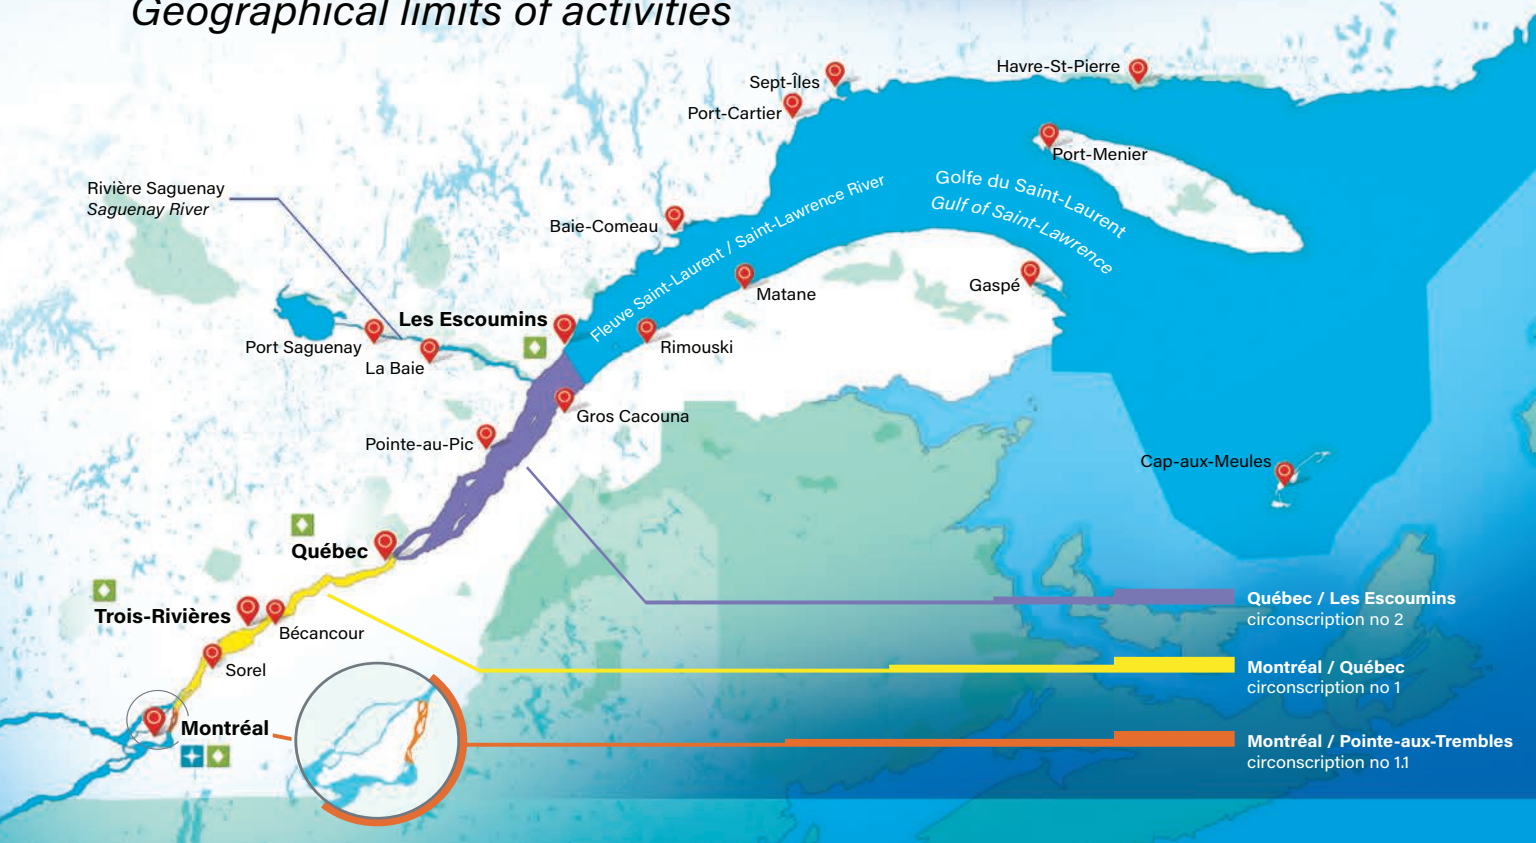 Geographical limits of activities
Sept-Îles
Havre-St-Pierre
Port-Cartier
Port-Menier
Rivière Saguenay
Saguenay River
Golfe du Saint-Laurent
Gulf of Saint-Lawrence
Baie-Comeau
Fleuve Saint-Laurent / Saint-Lawrence River
Gaspé
Matane
Les Escoumins
Port Saguenay
Rimouski
La Baie
Gros Cacouna
Pointe-au-Pic
Cap-aux-Meules
Québec
Trois-Rivières
Bécancour
Sorel
Montréal
Québec / Les Escoumins
circonscription no 2
Montréal / Québec
circonscription no 1
Montréal / Pointe-aux-Trembles
circonscription no 1.1